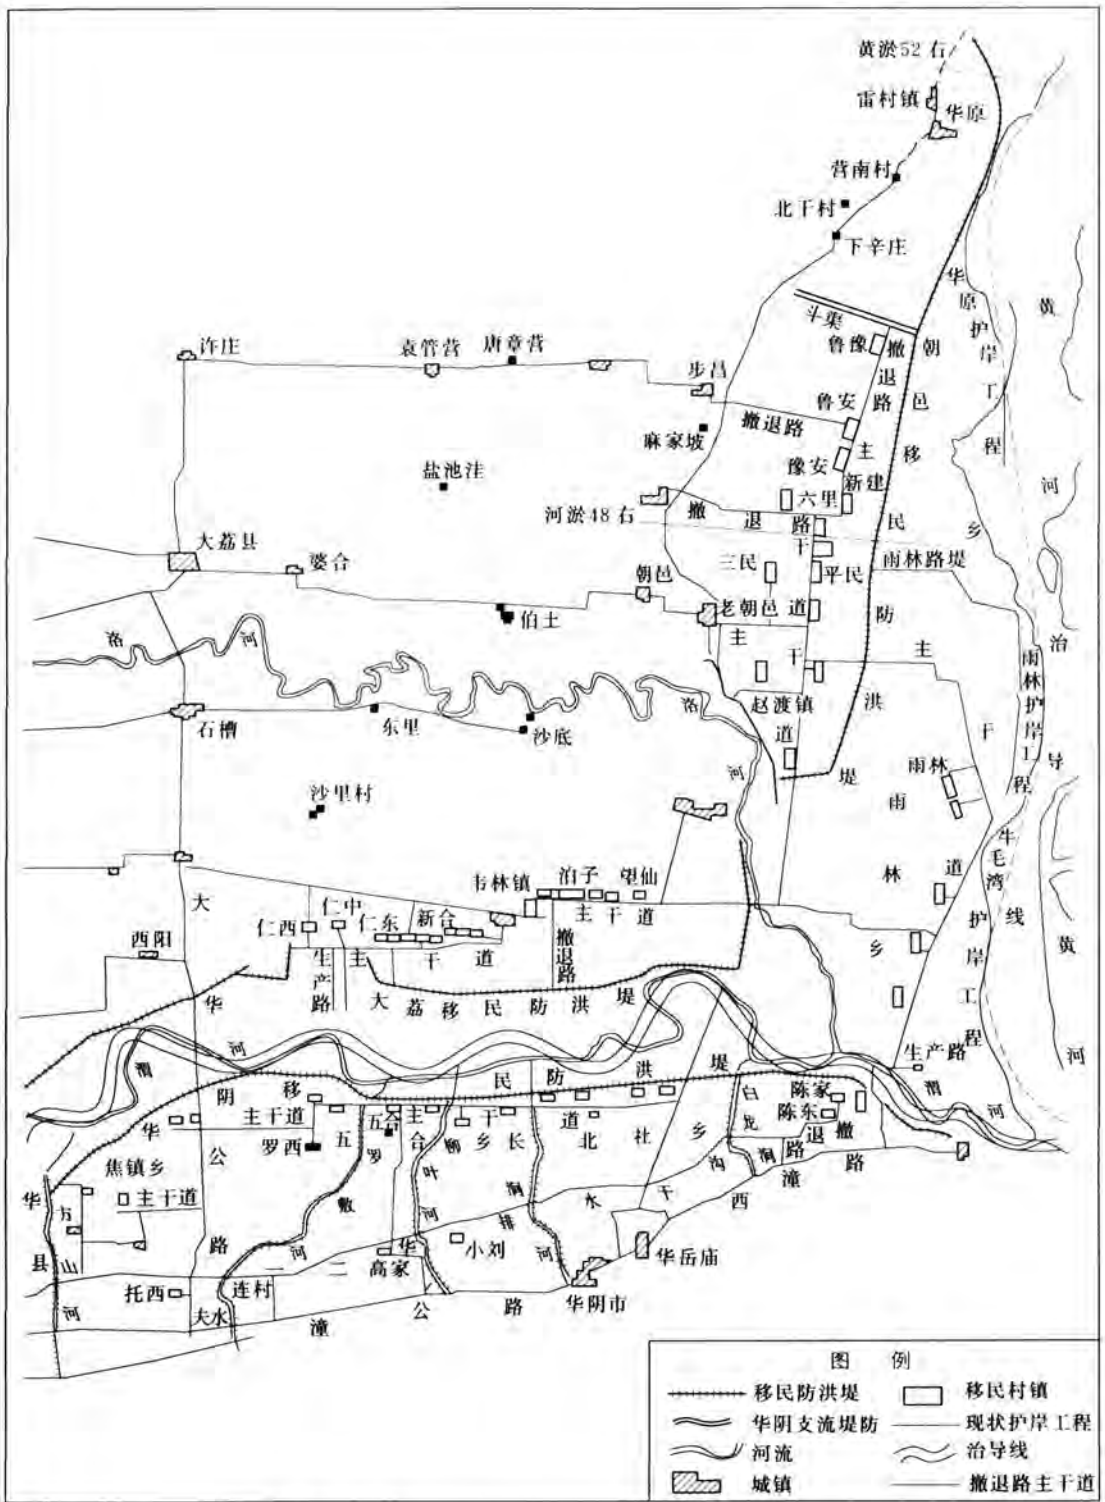 黄淤52右
雷村镇
华原
营南村
北干村
下辛庄
华原护岸工程
黄河
斗渠
鲁豫
撤退路
朝邑移民防洪堤
许庄
袁管营
唐章营
步昌
鲁安
撤退路
麻家坡
豫安
主干道
新建
盐池洼
六里
河淤48右
撤退路
乡
大荔县
婆合
三民
平民
雨林路堤
朝邑
老朝邑
伯士
洛河
主干道
主干道
雨林护岸工程
治导线
石槽
东里
沙底
赵渡镇
洛河
雨林
雨林乡
沙里村
牛毛湾护岸工程
韦林镇
泊子
望仙
主干道
大华公路
仁西
仁中
仁东
新合
酉阳
主干道
撤退路
生产路
大荔移民防洪堤
黄河
渭河
生产路
渭河
华阴移民防洪堤
陈家
陈东
白龙涧
撤退路
华
主干道
五合
主干道
罗西
五合乡
北社乡
柳叶河
长涧河
罗敷河
焦镇乡
主干道
华县
方山河
二华排水干沟
小刘
高家
华岳庙
托西
连村
夫水
华阴市
西潼公路
图 例
移民防洪堤
移民村镇
华阴支流堤防
现状护岸工程
河流
治导线
城镇
撤退路主干道